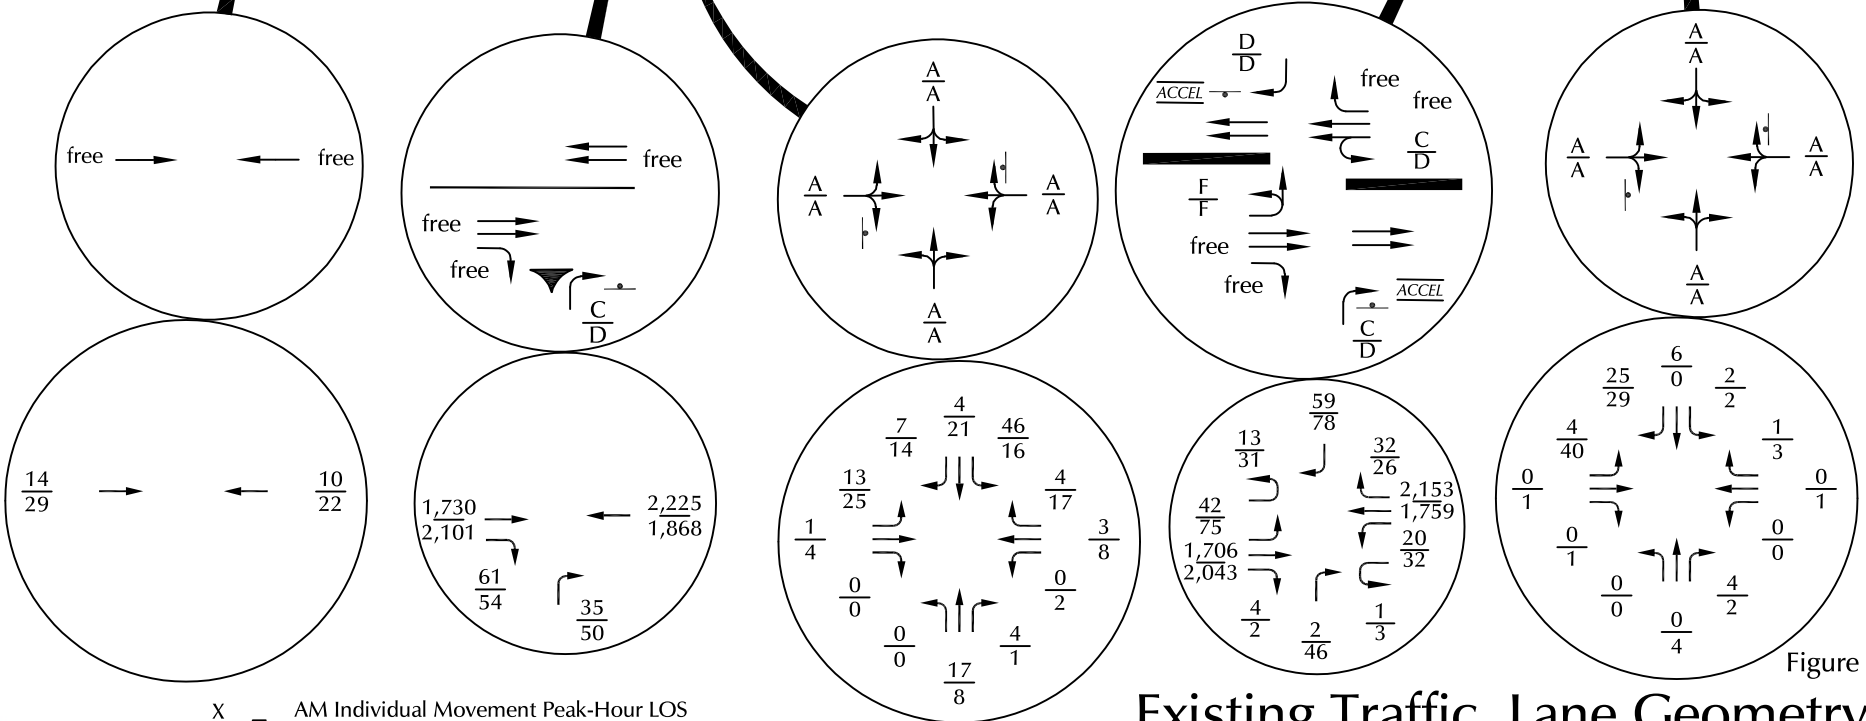 free
free
free
free
free
C
D
A
A
A
A
A
A
A
A
D
D
ACCEL
free
free
C
D
F
F
free
free
ACCEL
C
D
A
A
A
A
A
A
A
A
14
29
10
22
1,730
2,101
2,225
1,868
61
54
35
50
4
21
7
14
46
16
13
25
4
17
1
4
3
8
0
0
0
2
0
0
4
1
17
8
59
78
13
31
32
26
42
75
2,153
1,759
1,706
2,043
20
32
4
2
2
46
1
3
6
0
25
29
2
2
4
40
1
3
0
1
0
1
0
1
0
0
0
0
4
2
0
4
Figure
X
AM Individual Movement Peak-Hour LOS
Existing Traffic, Lane Geometry